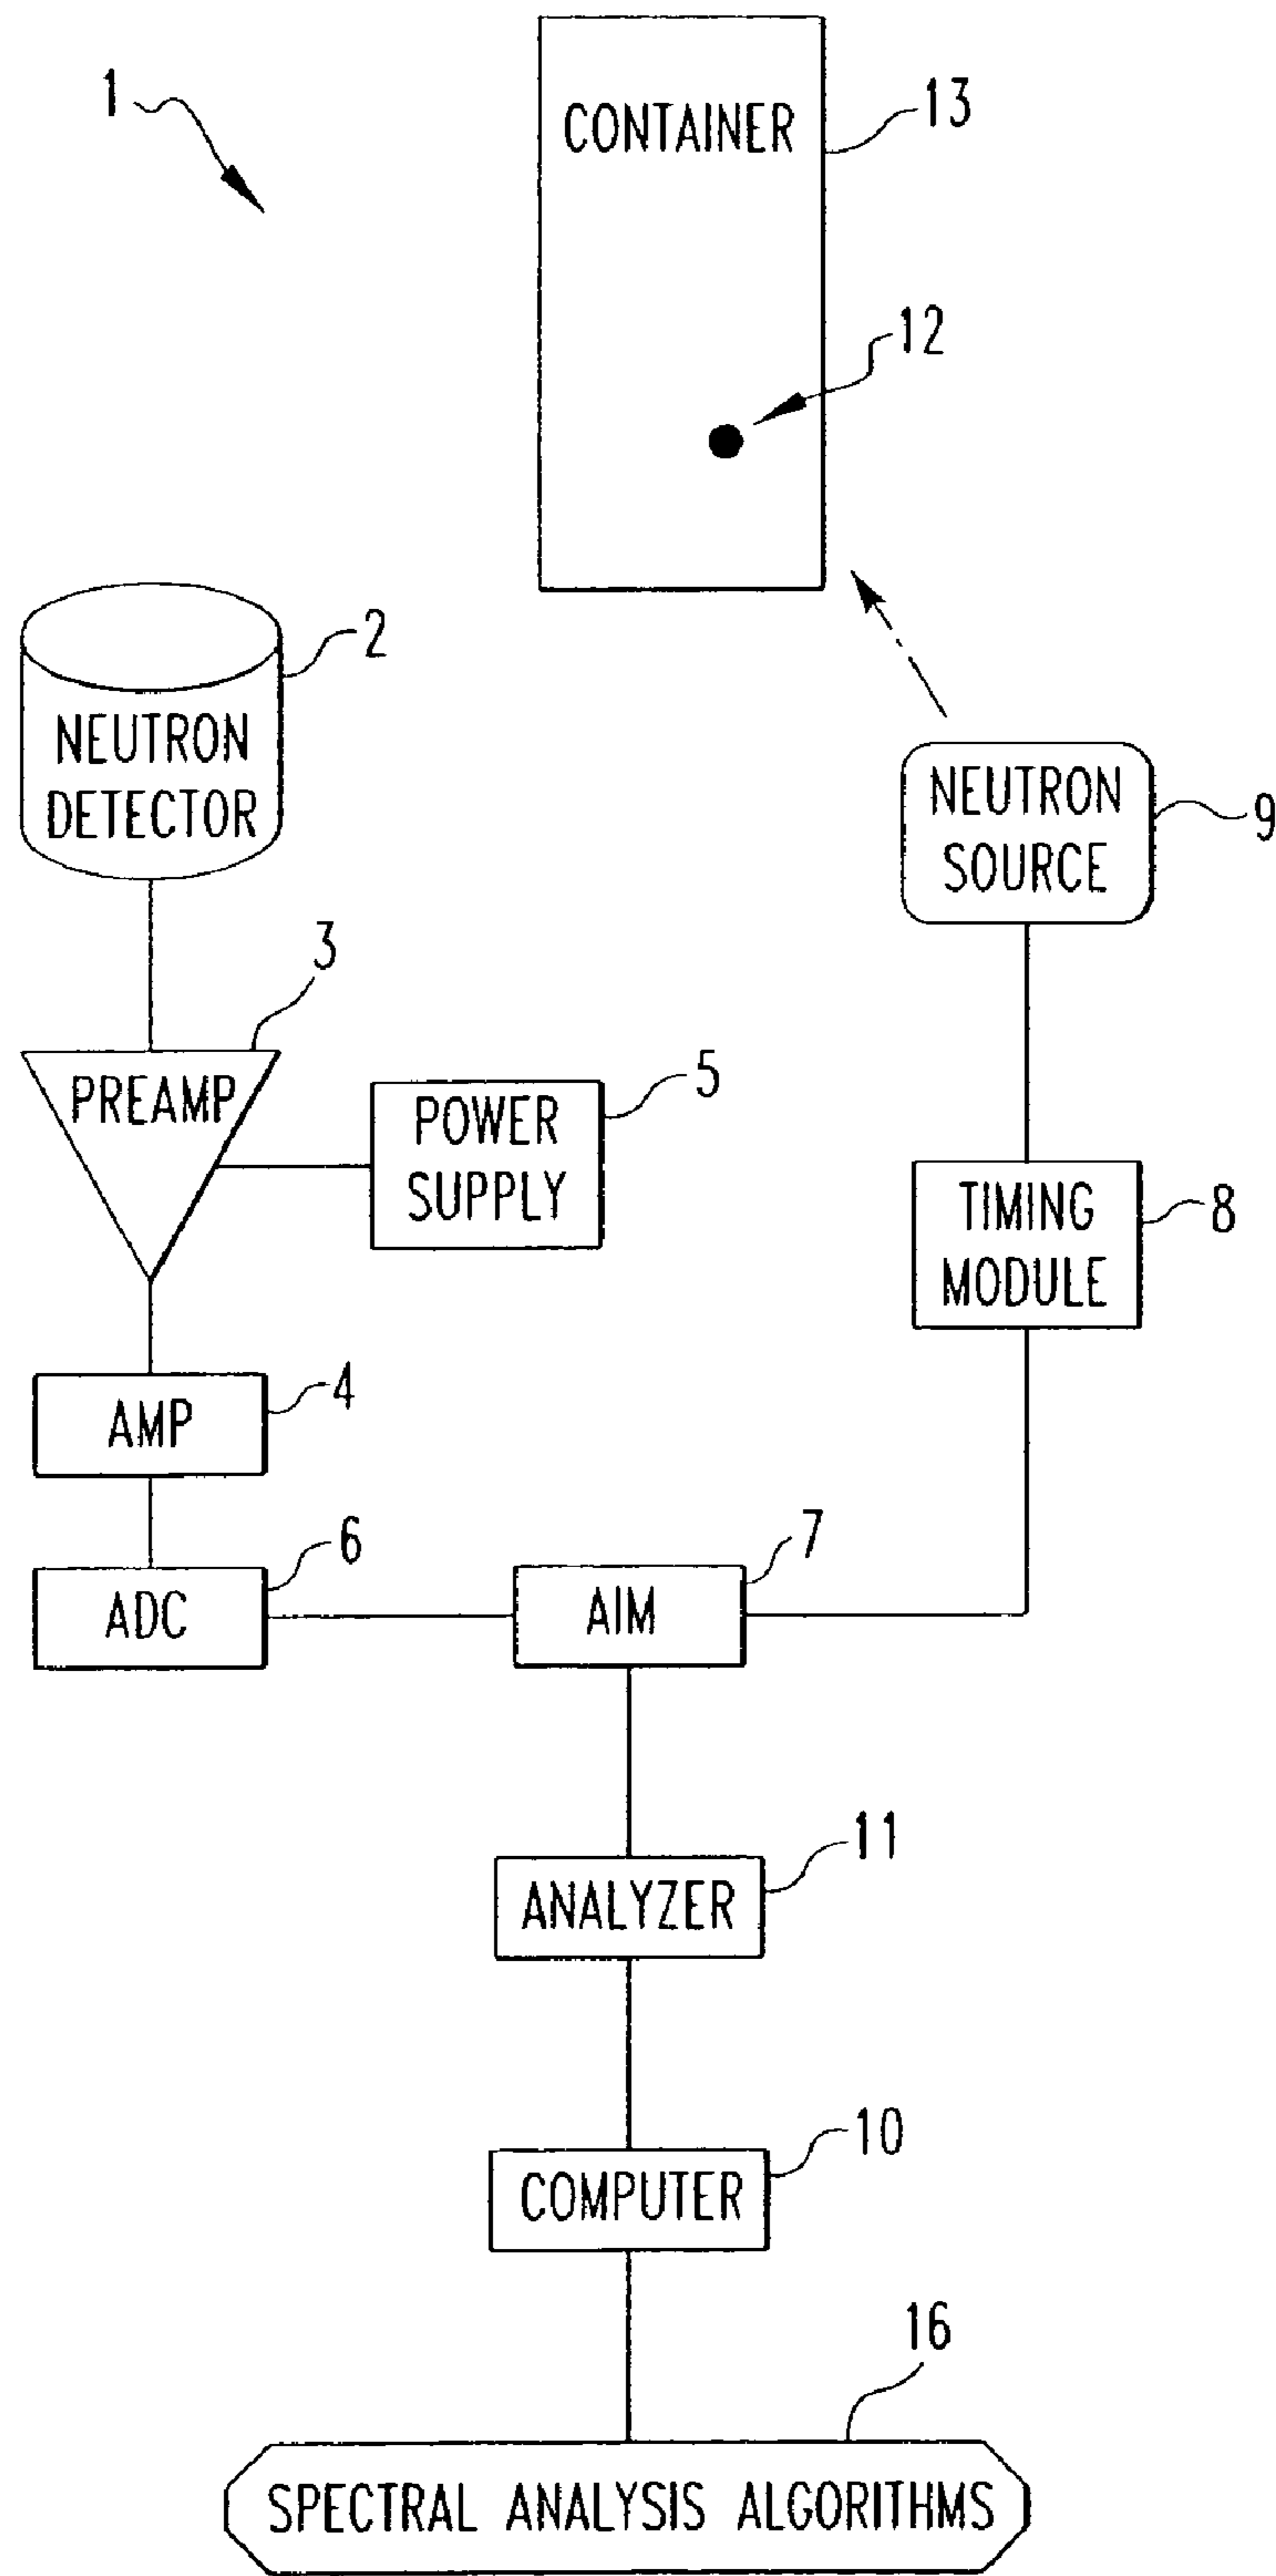 1
CONTAINER
13
12
2
NEUTRON
DETECTOR
NEUTRON
SOURCE
9
3
PREAMP
5
POWER
SUPPLY
TIMING
MODULE
8
4
AMP
6
ADC
7
AIM
11
ANALYZER
10
COMPUTER
16
SPECTRAL ANALYSIS ALGORITHMS